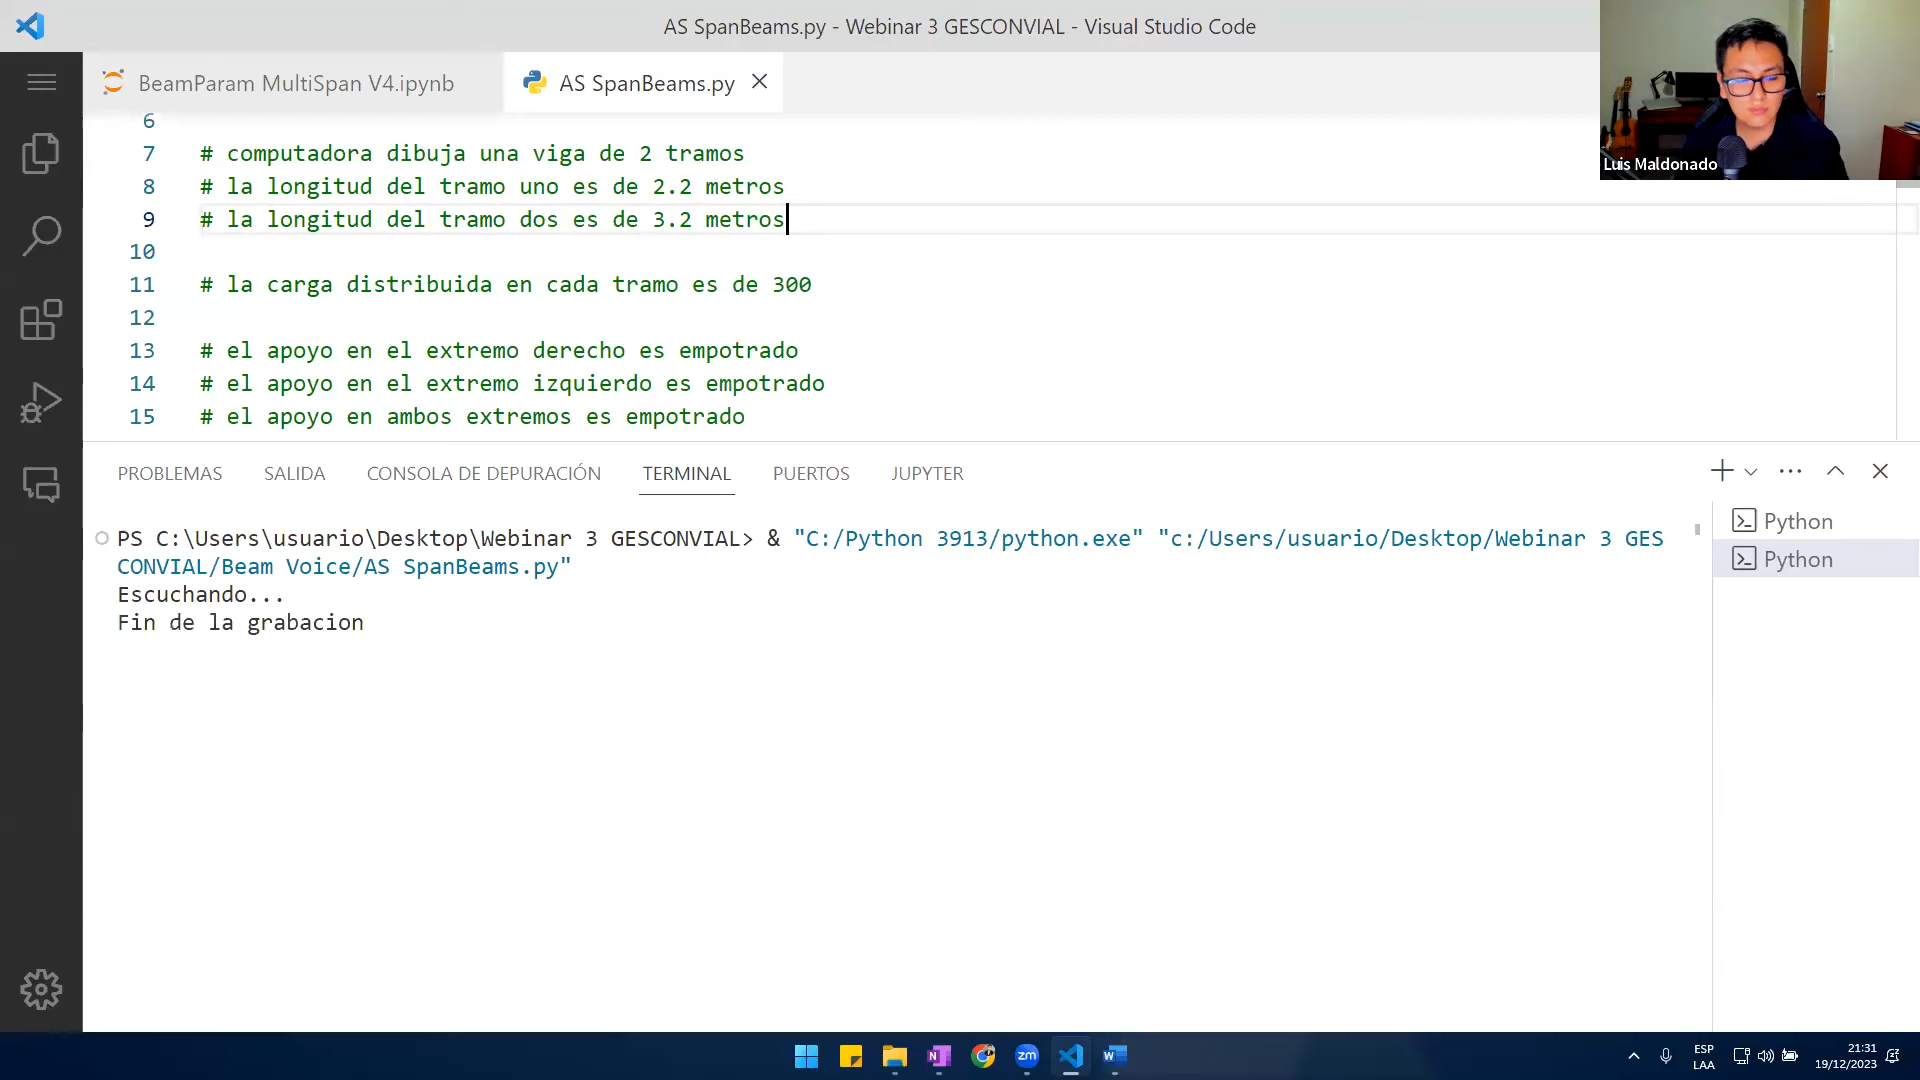 AS SpanBeams.py - Webinar 3 GESCONVIAL - Visual Studio Code
BeamParam MultiSpan V4.ipynb
AS SpanBeams.py
Luis Maldonado
6
7 # computadora dibuja una viga de 2 tramos
8 # la longitud del tramo uno es de 2.2 metros
9 # la longitud del tramo dos es de 3.2 metros
10
11 # la carga distribuida en cada tramo es de 300
12
13 # el apoyo en el extremo derecho es empotrado
14 # el apoyo en el extremo izquierdo es empotrado
15 # el apoyo en ambos extremos es empotrado
PROBLEMAS SALIDA CONSOLA DE DEPURACIÓN TERMINAL PUERTOS JUPYTER
PS C:\Users\usuario\Desktop\Webinar 3 GESCONVIAL> & "C:/Python 3913/python.exe" "c:/Users/usuario/Desktop/Webinar 3 GES
CONVIAL/Beam Voice/AS SpanBeams.py"
Escuchando...
Fin de la grabacion
Python
Python
zm
N
W
ESP
LAA
21:31
19/12/2023